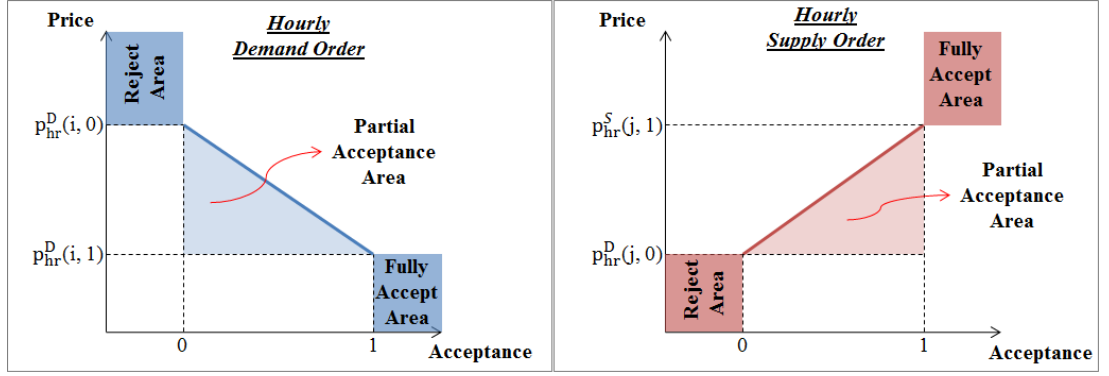 Price
Hourly
Demand Order
Reject
Area
p_hr^D(i, 0)
Partial
Acceptance
Area
p_hr^D(i, 1)
Fully
Accept
Area
0
1
Acceptance
Price
Hourly
Supply Order
Fully
Accept
Area
p_hr^S(j, 1)
Partial
Acceptance
Area
p_hr^D(j, 0)
Reject
Area
0
1
Acceptance